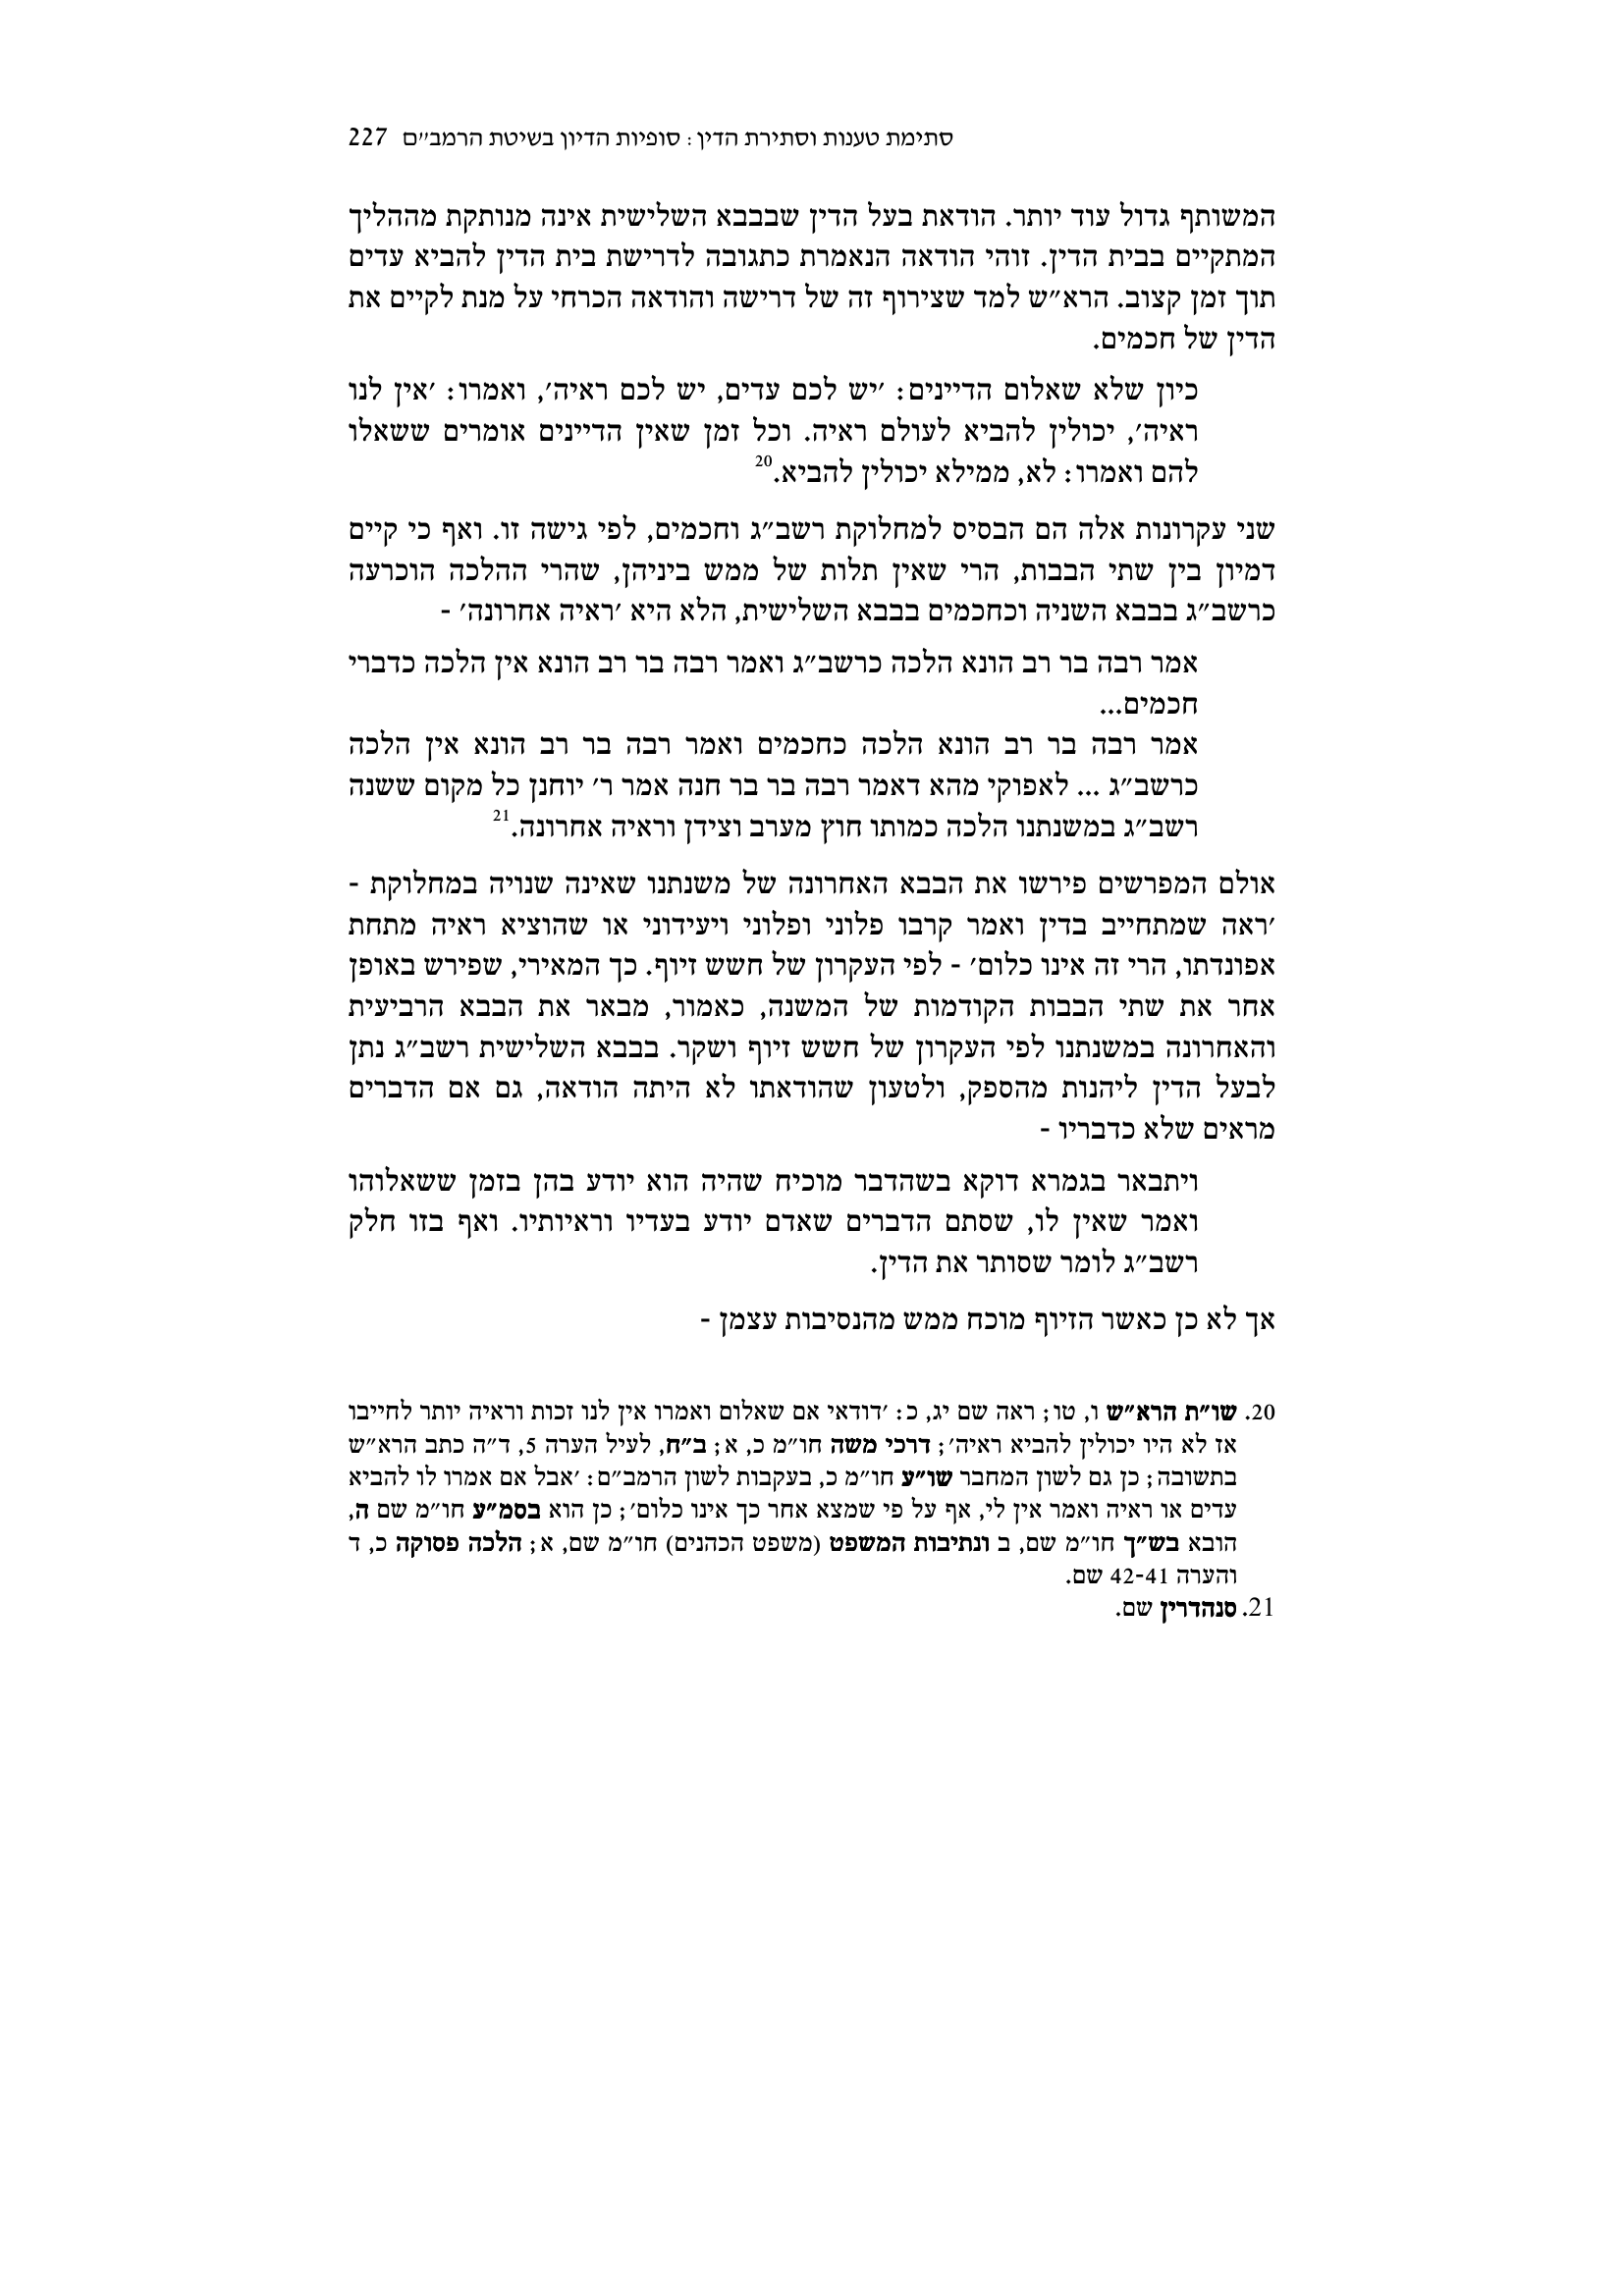 סתימת טענות וסתירת הדין: סופיות הדיון בשיטת הרמב"ם 227
המשותף גדול עוד יותר. הודאת בעל הדין שבבבא השלישית אינה מנותקת מההליך
המתקיים בבית הדין. זוהי הודאה הנאמרת כתגובה לדרישת בית הדין להביא עדים
תוך זמן קצוב. הרא״ש למד שצירוף זה של דרישה והודאה הכרחי על מנת לקיים את
הדין של חכמים.
כיון שלא שאלום הדיינים: ׳יש לכם עדים, יש לכם ראיה׳, ואמרו: ׳אין לנו
ראיה׳, יכולין להביא לעולם ראיה. וכל זמן שאין הדיינים אומרים ששאלו
להם ואמרו: לא, ממילא יכולין להביא.20
שני עקרונות אלה הם הבסיס למחלוקת רשב״ג וחכמים, לפי גישה זו. ואף כי קיים
דמיון בין שתי הבבות, הרי שאין תלות של ממש ביניהן, שהרי ההלכה הוכרעה
כרשב״ג בבבא השניה וכחכמים בבבא השלישית, הלא היא ׳ראיה אחרונה׳ -
אמר רבה בר רב הונא הלכה כרשב״ג ואמר רבה בר רב הונא אין הלכה כדברי
חכמים...
אמר רבה בר רב הונא הלכה כחכמים ואמר רבה בר רב הונא אין הלכה
כרשב״ג ... לאפוקי מהא דאמר רבה בר בר חנה אמר ר׳ יוחנן כל מקום ששנה
רשב״ג במשנתנו הלכה כמותו חוץ מערב וצידן וראיה אחרונה.21
אולם המפרשים פירשו את הבבא האחרונה של משנתנו שאינה שנויה במחלוקת -
׳ראה שמתחייב בדין ואמר קרבו פלוני ופלוני ויעידוני או שהוציא ראיה מתחת
אפונדתו, הרי זה אינו כלום׳ - לפי העקרון של חשש זיוף. כך המאירי, שפירש באופן
אחר את שתי הבבות הקודמות של המשנה, כאמור, מבאר את הבבא הרביעית
והאחרונה במשנתנו לפי העקרון של חשש זיוף ושקר. בבבא השלישית רשב״ג נתן
לבעל הדין ליהנות מהספק, ולטעון שהודאתו לא היתה הודאה, גם אם הדברים
מראים שלא כדבריו -
ויתבאר בגמרא דוקא בשהדבר מוכיח שהיה הוא יודע בהן בזמן ששאלוהו
ואמר שאין לו, שסתם הדברים שאדם יודע בעדיו וראיותיו. ואף בזו חלק
רשב״ג לומר שסותר את הדין.
אך לא כן כאשר הזיוף מוכח ממש מהנסיבות עצמן -
20. שו״ת הרא״ש ו, טו; ראה שם יג, כ: ׳דודאי אם שאלום ואמרו אין לנו זכות וראיה יותר לחייבו
אז לא היו יכולין להביא ראיה׳; דרכי משה חו״מ כ, א; ב״ח, לעיל הערה 5, ד״ה כתב הרא״ש
בתשובה; כן גם לשון המחבר שו״ע חו״מ כ, בעקבות לשון הרמב״ם: ׳אבל אם אמרו לו להביא
עדים או ראיה ואמר אין לי, אף על פי שמצא אחר כך אינו כלום׳; כן הוא בסמ״ע חו״מ שם ה,
הובא בש״ך חו״מ שם, ב ונתיבות המשפט (משפט הכהנים) חו״מ שם, א; הלכה פסוקה כ, ד
והערה 42-41 שם.
21. סנהדרין שם.